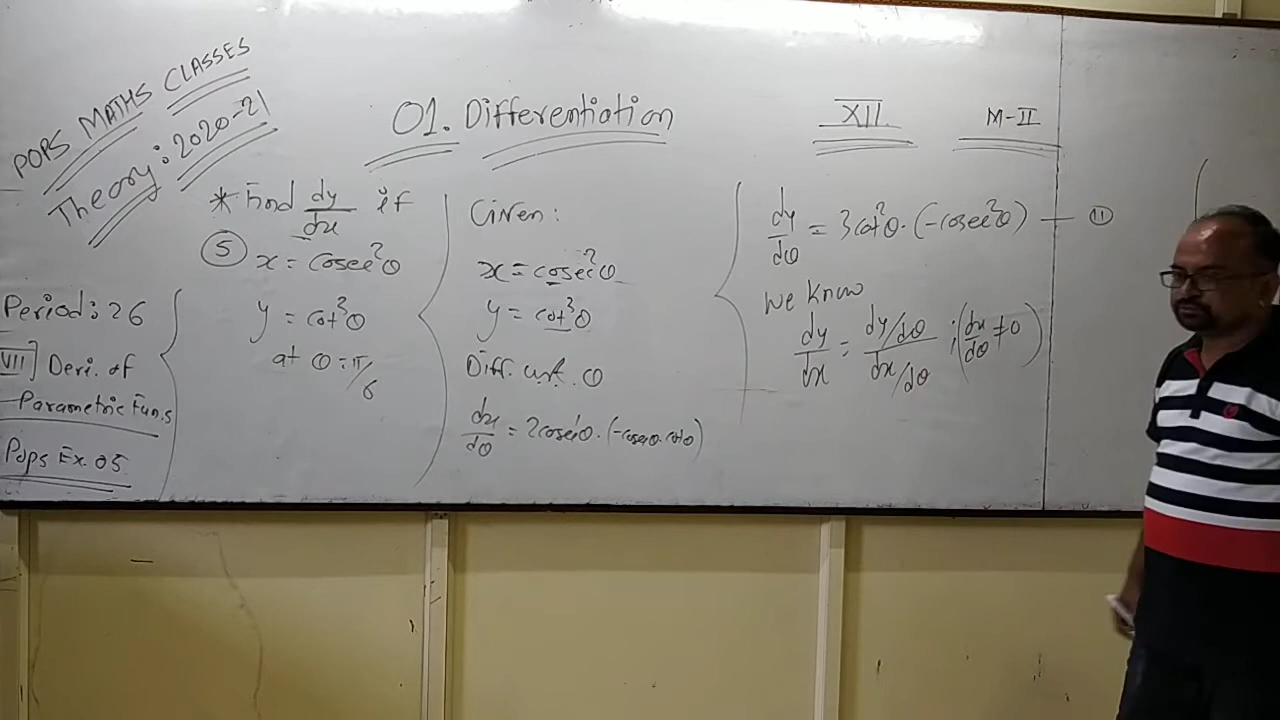 POPS MATHS CLASSES
Theory: 2020-21
01. Differentiation
XII
M-II
Period: 26
VII] Deri. of
Parametric Funs
Pops Ex. 05
* Find dy/dx if
⑤ x = cosec²θ
y = cot³θ
at θ = π/6
Given:
x = cosec²θ
y = cot³θ
Diff. w.r.t. θ
dx/dθ = 2cosecθ.(-cosecθ.cotθ)
dy/dθ = 3cot²θ.(-cosec²θ) — ⑪
We know
dy/dx = dy/dθ / dx/dθ ; (dx/dθ ≠ 0)